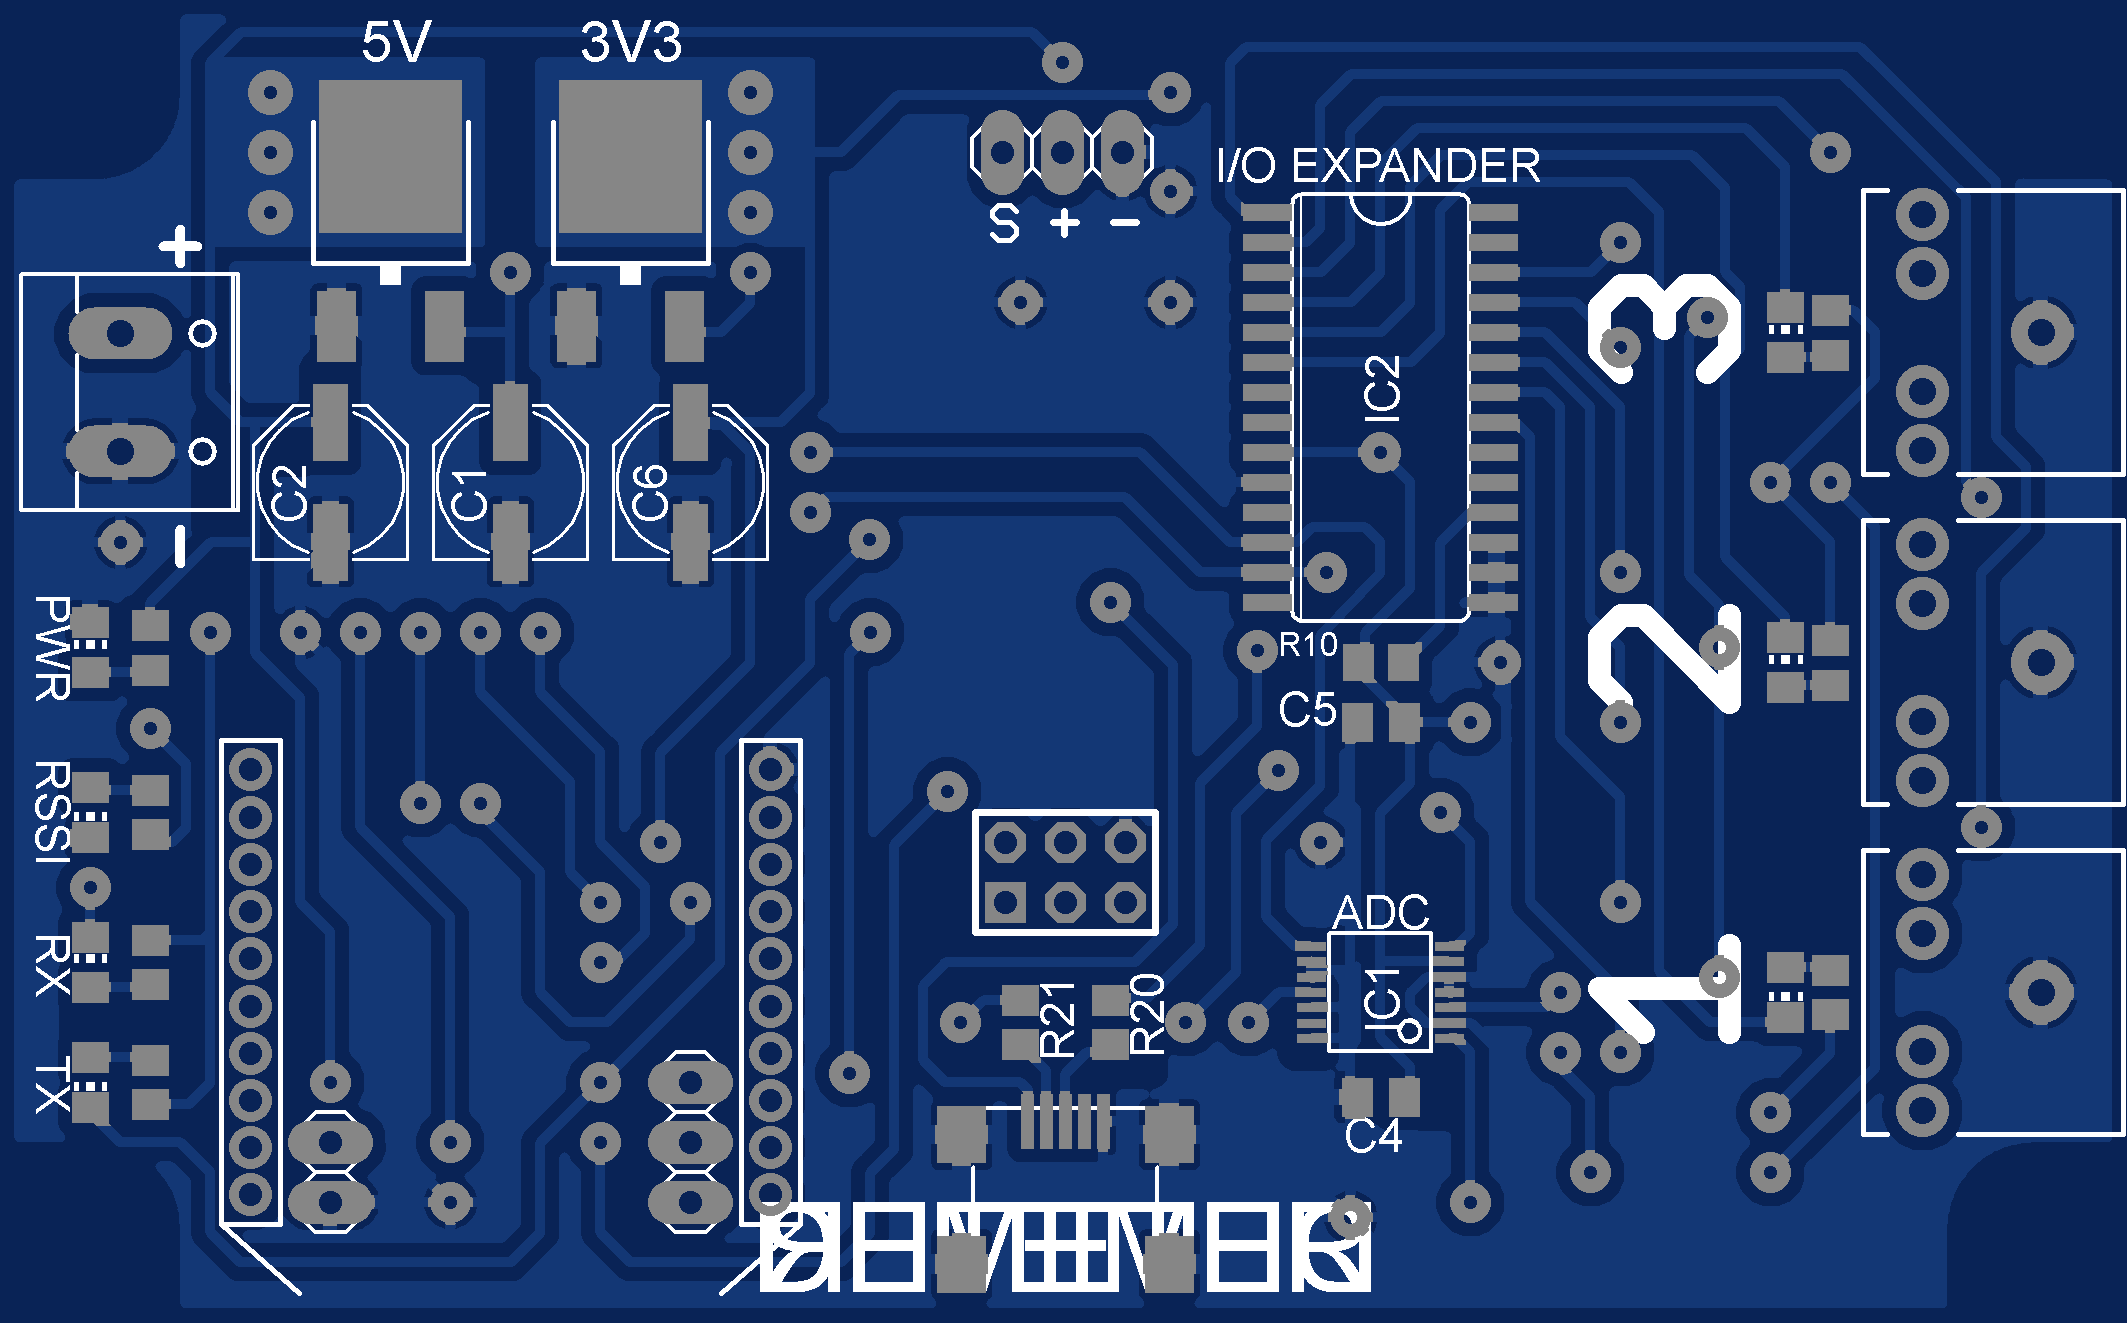 5V
3V3
S + -
I/O EXPANDER
+
IC2
3
C2
C1
C6
-
PWR
2
R10
C5
RSSI
ADC
RX
R21
R20
IC1
1
TX
C4